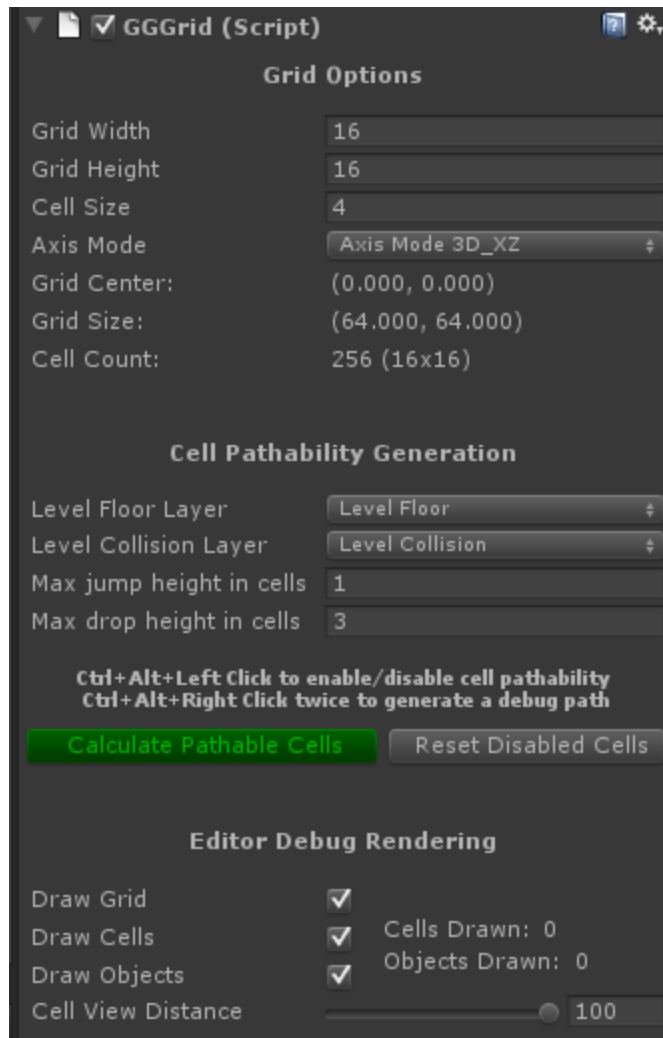 GGGrid (Script)
Grid Options
Grid Width 16
Grid Height 16
Cell Size 4
Axis Mode Axis Mode 3D_XZ
Grid Center: (0.000, 0.000)
Grid Size: (64.000, 64.000)
Cell Count: 256 (16x16)
Cell Pathability Generation
Level Floor Layer Level Floor
Level Collision Layer Level Collision
Max jump height in cells 1
Max drop height in cells 3
Ctrl+Alt+Left Click to enable/disable cell pathability
Ctrl+Alt+Right Click twice to generate a debug path
Calculate Pathable Cells Reset Disabled Cells
Editor Debug Rendering
Draw Grid
Draw Cells Cells Drawn: 0
Draw Objects Objects Drawn: 0
Cell View Distance 100